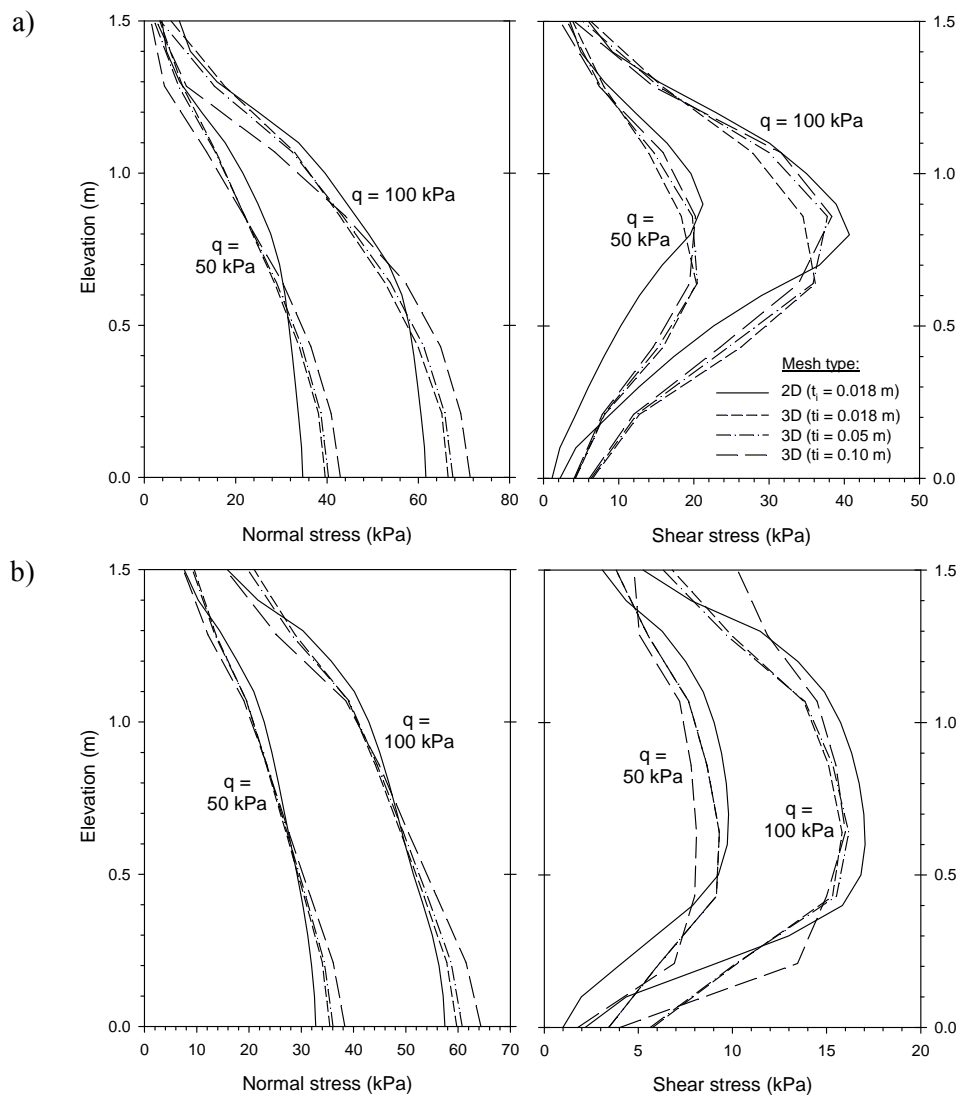 a)
1.5
1.0
0.5
0.0
Elevation (m)
q = 100 kPa
q =
50 kPa
0 20 40 60 80
Normal stress (kPa)
q = 100 kPa
q =
50 kPa
Mesh type:
2D (ti = 0.018 m)
3D (ti = 0.018 m)
3D (ti = 0.05 m)
3D (ti = 0.10 m)
1.5
1.0
0.5
0.0
0 10 20 30 40 50
Shear stress (kPa)
b)
1.5
1.0
0.5
0.0
Elevation (m)
q =
100 kPa
q =
50 kPa
0 10 20 30 40 50 60 70
Normal stress (kPa)
q =
50 kPa
q =
100 kPa
1.5
1.0
0.5
0.0
0 5 10 15 20
Shear stress (kPa)